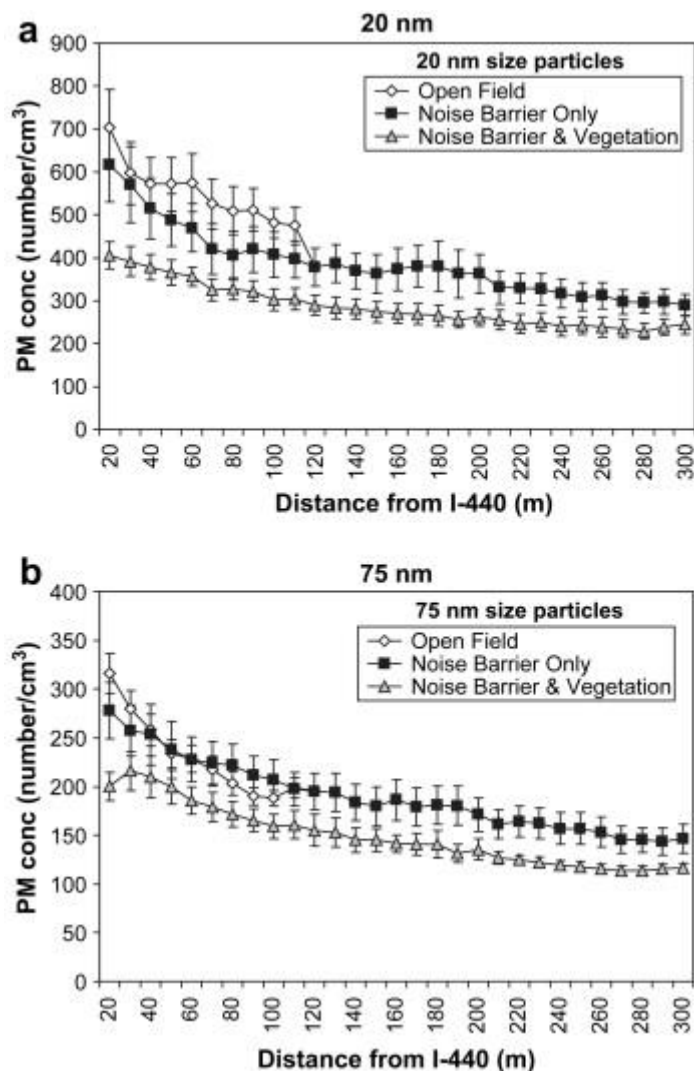 a
20 nm
900
800
700
600
500
400
300
200
100
0
PM conc (number/cm³)
20 nm size particles
Open Field
Noise Barrier Only
Noise Barrier & Vegetation
20 40 60 80 100 120 140 160 180 200 220 240 260 280 300
Distance from I-440 (m)
b
75 nm
400
350
300
250
200
150
100
50
0
PM conc (number/cm³)
75 nm size particles
Open Field
Noise Barrier Only
Noise Barrier & Vegetation
20 40 60 80 100 120 140 160 180 200 220 240 260 280 300
Distance from I-440 (m)